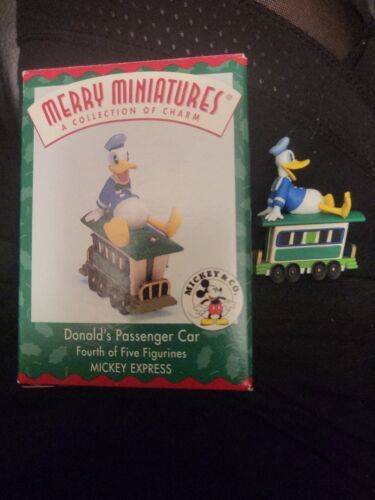 MERRY MINIATURES®
A COLLECTION OF CHARM
MICKEY & CO.
Donald's Passenger Car
Fourth of Five Figurines
MICKEY EXPRESS